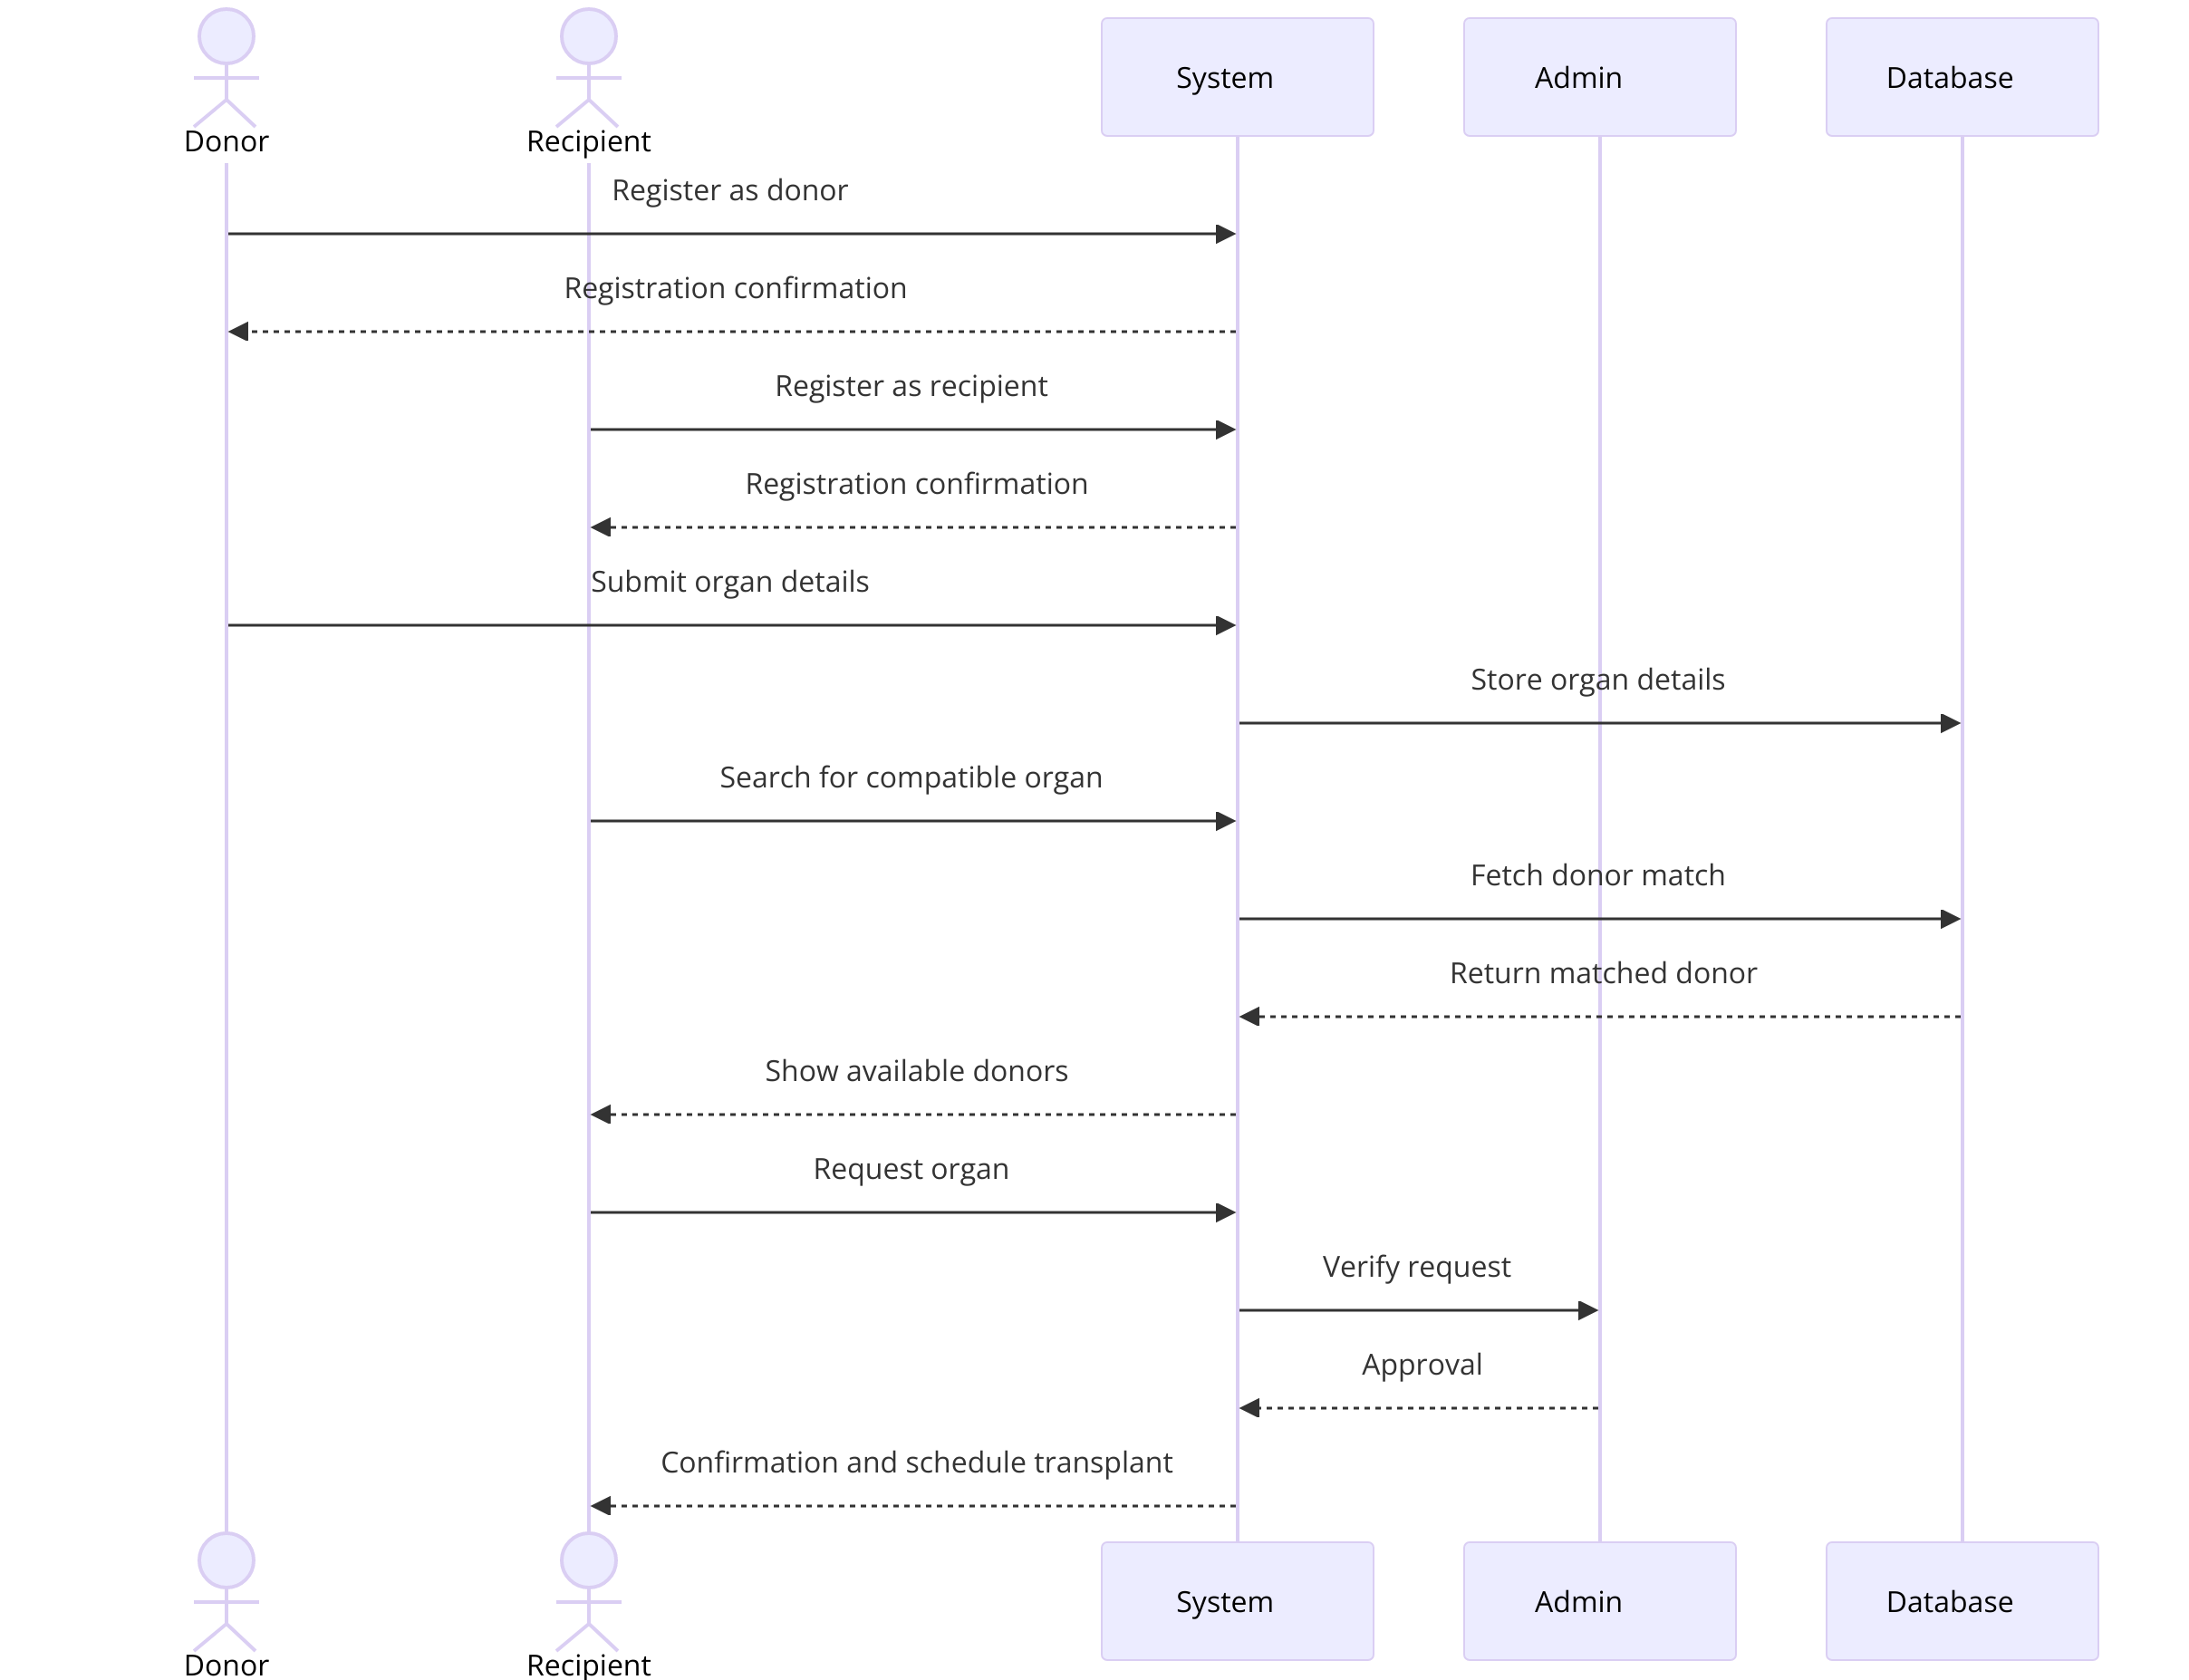 Donor
Recipient
System
Admin
Database
Register as donor
Registration confirmation
Register as recipient
Registration confirmation
Submit organ details
Store organ details
Search for compatible organ
Fetch donor match
Return matched donor
Show available donors
Request organ
Verify request
Approval
Confirmation and schedule transplant
Donor
Recipient
System
Admin
Database